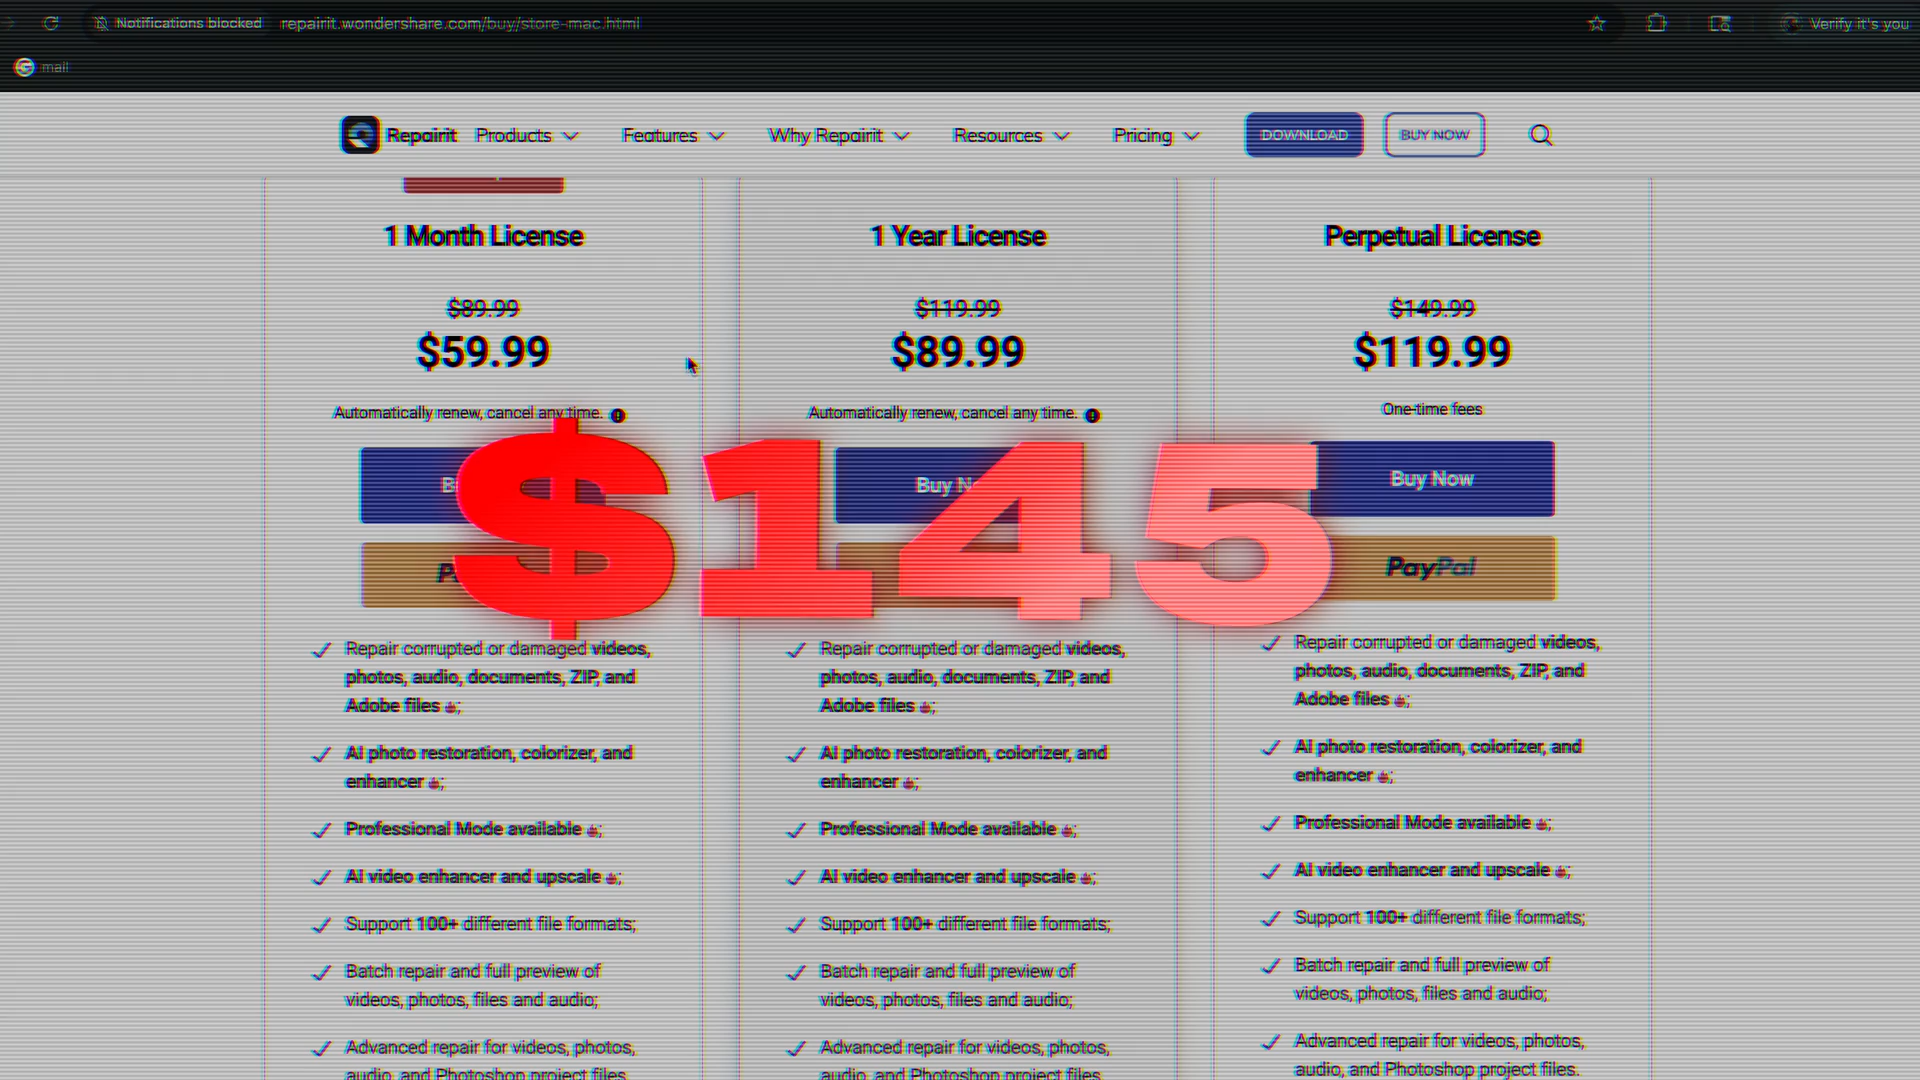 Notifications blocked repairit.wondershare.com/buy/store-mac.html Verify it's you
mail
Repairit Products Features Why Repairit Resources Pricing DOWNLOAD BUY NOW
1 Month License
$89.99
$59.99
Automatically renew, cancel any time.
1 Year License
$119.99
$89.99
Automatically renew, cancel any time.
Buy N
Perpetual License
$149.99
$119.99
One-time fees
Buy Now
PayPal
$145
Repair corrupted or damaged videos,
photos, audio, documents, ZIP, and
Adobe files ;
AI photo restoration, colorizer, and
enhancer ;
Professional Mode available ;
AI video enhancer and upscale ;
Support 100+ different file formats;
Batch repair and full preview of
videos, photos, files and audio;
Advanced repair for videos, photos,
audio, and Photoshop project files.
Repair corrupted or damaged videos,
photos, audio, documents, ZIP, and
Adobe files ;
AI photo restoration, colorizer, and
enhancer ;
Professional Mode available ;
AI video enhancer and upscale ;
Support 100+ different file formats;
Batch repair and full preview of
videos, photos, files and audio;
Advanced repair for videos, photos,
audio, and Photoshop project files.
Repair corrupted or damaged videos,
photos, audio, documents, ZIP, and
Adobe files ;
AI photo restoration, colorizer, and
enhancer ;
Professional Mode available ;
AI video enhancer and upscale ;
Support 100+ different file formats;
Batch repair and full preview of
videos, photos, files and audio;
Advanced repair for videos, photos,
audio, and Photoshop project files.